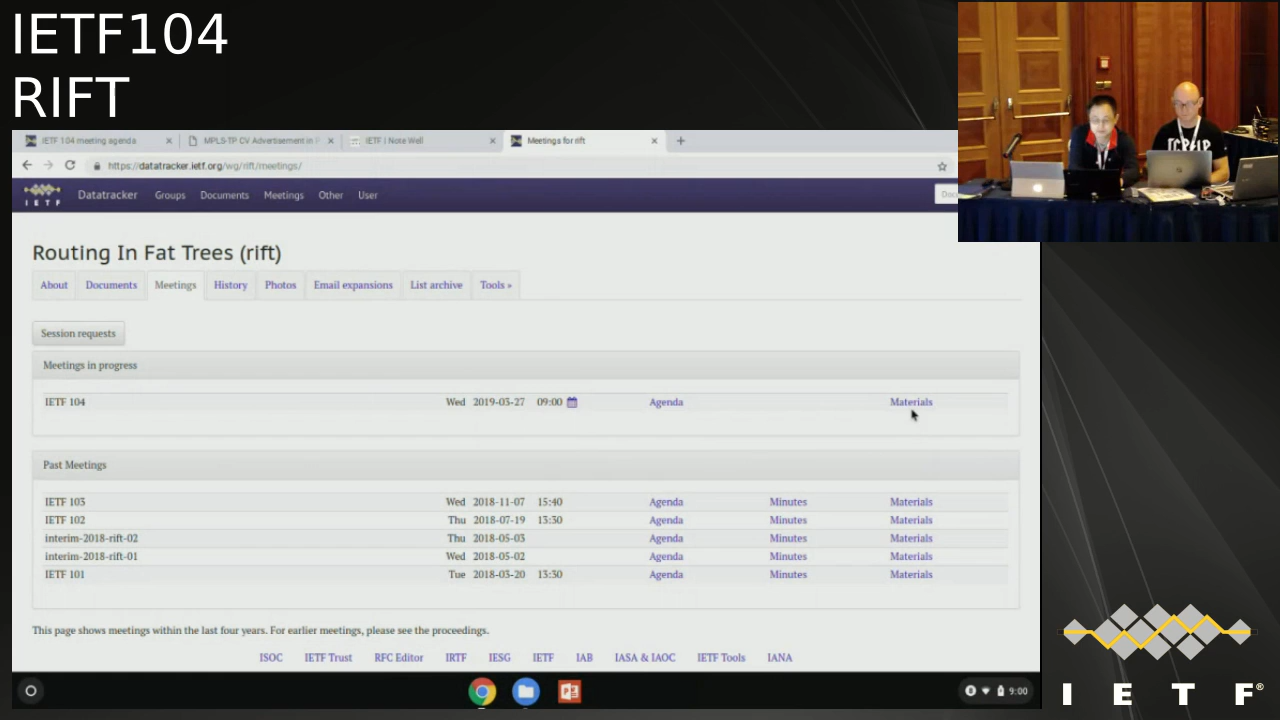 IETF104
RIFT
IETF 104 meeting agenda
MPLS-TP CV Advertisement in
IETF | Note Well
Meetings for rift
https://datatracker.ietf.org/wg/rift/meetings/
IETF
Datatracker Groups Documents Meetings Other User
Routing In Fat Trees (rift)
About Documents Meetings History Photos Email expansions List archive Tools »
Session requests
Meetings in progress
IETF 104 Wed 2019-03-27 09:00 Agenda Materials
Past Meetings
IETF 103 Wed 2018-11-07 15:40 Agenda Minutes Materials
IETF 102 Thu 2018-07-19 13:30 Agenda Minutes Materials
interim-2018-rift-02 Thu 2018-05-03 Agenda Minutes Materials
interim-2018-rift-01 Wed 2018-05-02 Agenda Minutes Materials
IETF 101 Tue 2018-03-20 13:30 Agenda Minutes Materials
This page shows meetings within the last four years. For earlier meetings, please see the proceedings.
ISOC IETF Trust RFC Editor IRTF IESG IETF IAB IASA & IAOC IETF Tools IANA
9:00
I E T F®